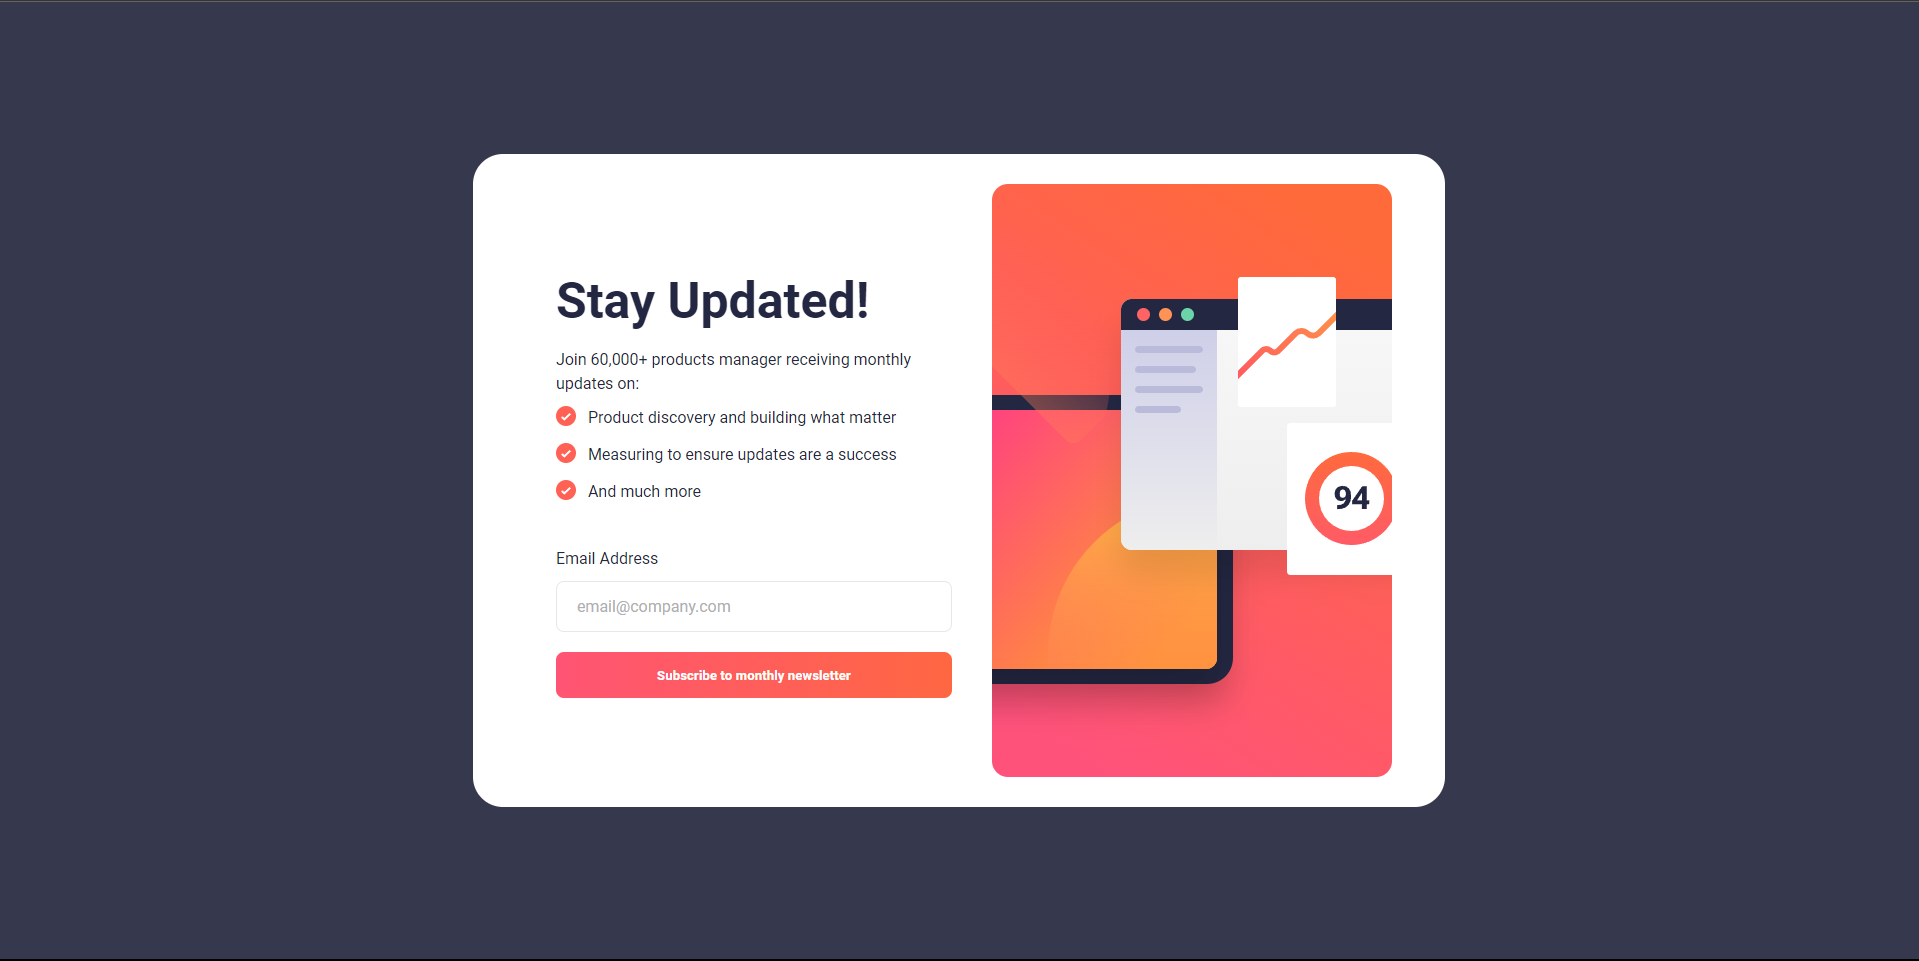 Stay Updated!
Join 60,000+ products manager receiving monthly
updates on:
Product discovery and building what matter
Measuring to ensure updates are a success
And much more
Email Address
email@company.com
Subscribe to monthly newsletter
94